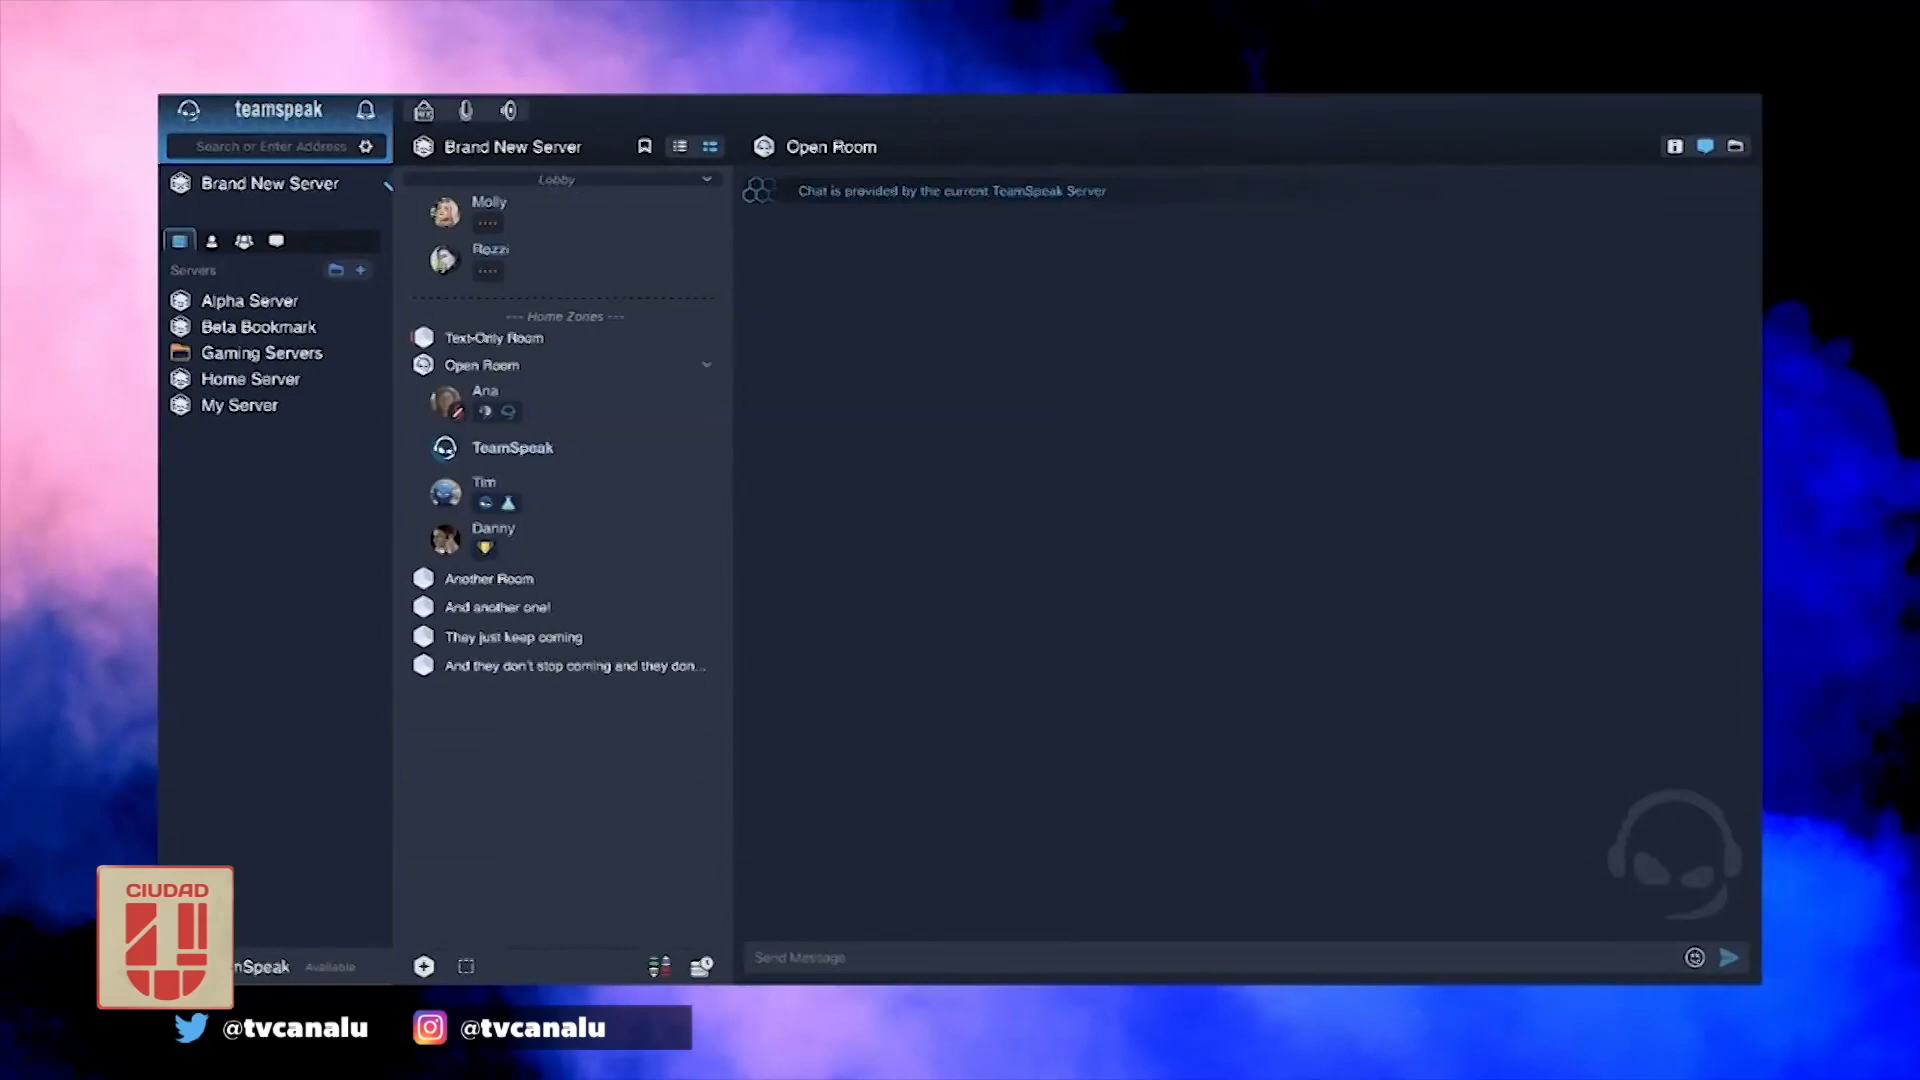 teamspeak
Search or Enter Address
Brand New Server
Servers
Alpha Server
Beta Bookmark
Gaming Servers
Home Server
My Server
Brand New Server
Lobby
Molly
Rezzi
--- Home Zones ---
Text-Only Room
Open Room
Ana
TeamSpeak
Tim
Danny
Another Room
And another one!
They just keep coming
And they don't stop coming and they don...
Open Room
Chat is provided by the current TeamSpeak Server
Send Message
mSpeak Available
CIUDAD
U
@tvcanalu @tvcanalu